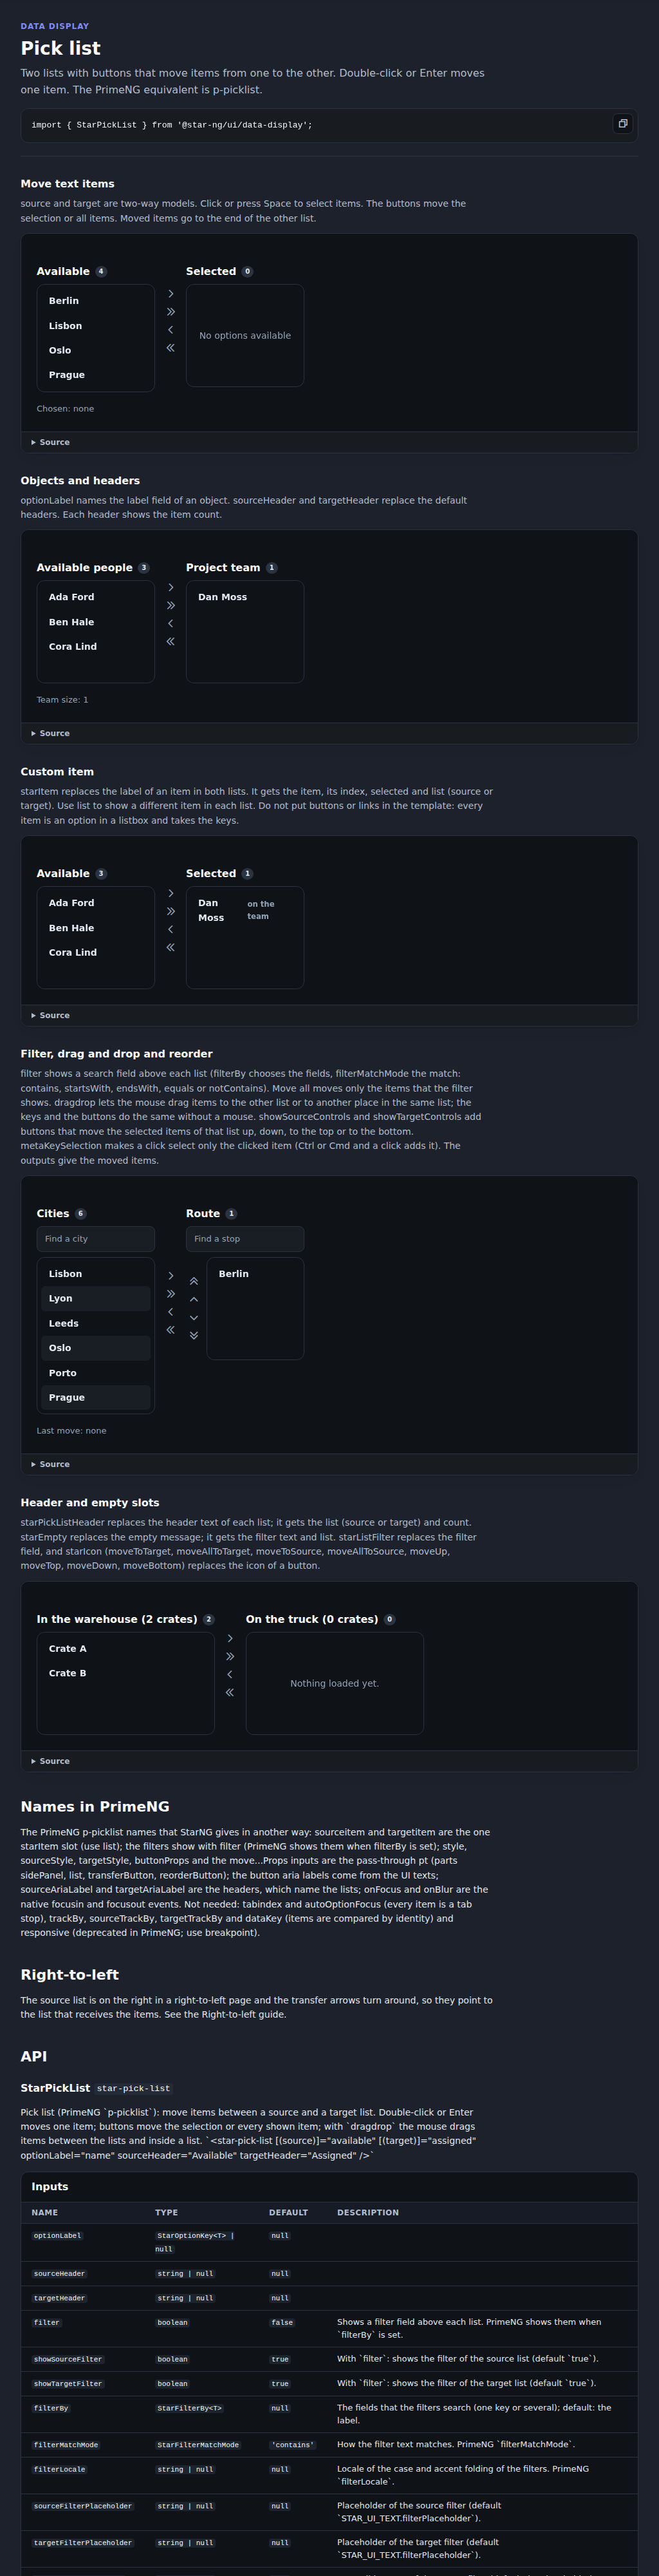 DATA DISPLAY
Pick list
Two lists with buttons that move items from one to the other. Double-click or Enter moves
one item. The PrimeNG equivalent is p-picklist.
import { StarPickList } from '@star-ng/ui/data-display';
Move text items
source and target are two-way models. Click or press Space to select items. The buttons move the
selection or all items. Moved items go to the end of the other list.
Available 4
Selected 0
Berlin
Lisbon
Oslo
Prague
No options available
Chosen: none
Source
Objects and headers
optionLabel names the label field of an object. sourceHeader and targetHeader replace the default
headers. Each header shows the item count.
Available people 3
Project team 1
Ada Ford
Ben Hale
Cora Lind
Dan Moss
Team size: 1
Source
Custom item
starItem replaces the label of an item in both lists. It gets the item, its index, selected and list (source or
target). Use list to show a different item in each list. Do not put buttons or links in the template: every
item is an option in a listbox and takes the keys.
Available 3
Selected 1
Ada Ford
Ben Hale
Cora Lind
Dan
Moss
on the
team
Source
Filter, drag and drop and reorder
filter shows a search field above each list (filterBy chooses the fields, filterMatchMode the match:
contains, startsWith, endsWith, equals or notContains). Move all moves only the items that the filter
shows. dragdrop lets the mouse drag items to the other list or to another place in the same list; the
keys and the buttons do the same without a mouse. showSourceControls and showTargetControls add
buttons that move the selected items of that list up, down, to the top or to the bottom.
metaKeySelection makes a click select only the clicked item (Ctrl or Cmd and a click adds it). The
outputs give the moved items.
Cities 6
Route 1
Find a city
Find a stop
Lisbon
Lyon
Leeds
Oslo
Porto
Prague
Berlin
Last move: none
Source
Header and empty slots
starPickListHeader replaces the header text of each list; it gets the list (source or target) and count.
starEmpty replaces the empty message; it gets the filter text and list. starListFilter replaces the filter
field, and starIcon (moveToTarget, moveAllToTarget, moveToSource, moveAllToSource, moveUp,
moveTop, moveDown, moveBottom) replaces the icon of a button.
In the warehouse (2 crates) 2
On the truck (0 crates) 0
Crate A
Crate B
Nothing loaded yet.
Source
Names in PrimeNG
The PrimeNG p-picklist names that StarNG gives in another way: sourceitem and targetitem are the one
starItem slot (use list); the filters show with filter (PrimeNG shows them when filterBy is set); style,
sourceStyle, targetStyle, buttonProps and the move...Props inputs are the pass-through pt (parts
sidePanel, list, transferButton, reorderButton); the button aria labels come from the UI texts;
sourceAriaLabel and targetAriaLabel are the headers, which name the lists; onFocus and onBlur are the
native focusin and focusout events. Not needed: tabindex and autoOptionFocus (every item is a tab
stop), trackBy, sourceTrackBy, targetTrackBy and dataKey (items are compared by identity) and
responsive (deprecated in PrimeNG; use breakpoint).
Right-to-left
The source list is on the right in a right-to-left page and the transfer arrows turn around, so they point to
the list that receives the items. See the Right-to-left guide.
API
StarPickList star-pick-list
Pick list (PrimeNG `p-picklist`): move items between a source and a target list. Double-click or Enter
moves one item; buttons move the selection or every shown item; with `dragdrop` the mouse drags
items between the lists and inside a list. `<star-pick-list [(source)]="available" [(target)]="assigned"
optionLabel="name" sourceHeader="Available" targetHeader="Assigned" />`
Inputs
NAME TYPE DEFAULT DESCRIPTION
optionLabel StarOptionKey<T> | null null
sourceHeader string | null null
targetHeader string | null null
filter boolean false Shows a filter field above each list. PrimeNG shows them when
`filterBy` is set.
showSourceFilter boolean true With `filter`: shows the filter of the source list (default `true`).
showTargetFilter boolean true With `filter`: shows the filter of the target list (default `true`).
filterBy StarFilterBy<T> null The fields that the filters search (one key or several); default: the
label.
filterMatchMode StarFilterMatchMode 'contains' How the filter text matches. PrimeNG `filterMatchMode`.
filterLocale string | null null Locale of the case and accent folding of the filters. PrimeNG
`filterLocale`.
sourceFilterPlaceholder string | null null Placeholder of the source filter (default
`STAR_UI_TEXT.filterPlaceholder`).
targetFilterPlaceholder string | null null Placeholder of the target filter (default
`STAR_UI_TEXT.filterPlaceholder`).